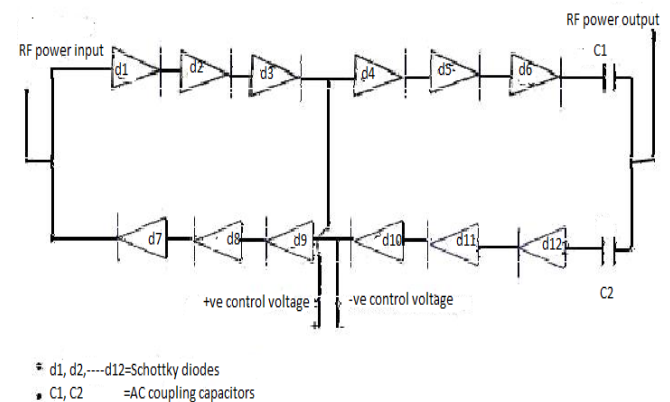 RF power output
RF power input
C1
d1 d2 d3 d4 d5 d6
d7 d8 d9 d10 d11 d12
C2
+ve control voltage -ve control voltage
+ -
* d1, d2,----d12=Schottky diodes
• C1, C2 =AC coupling capacitors